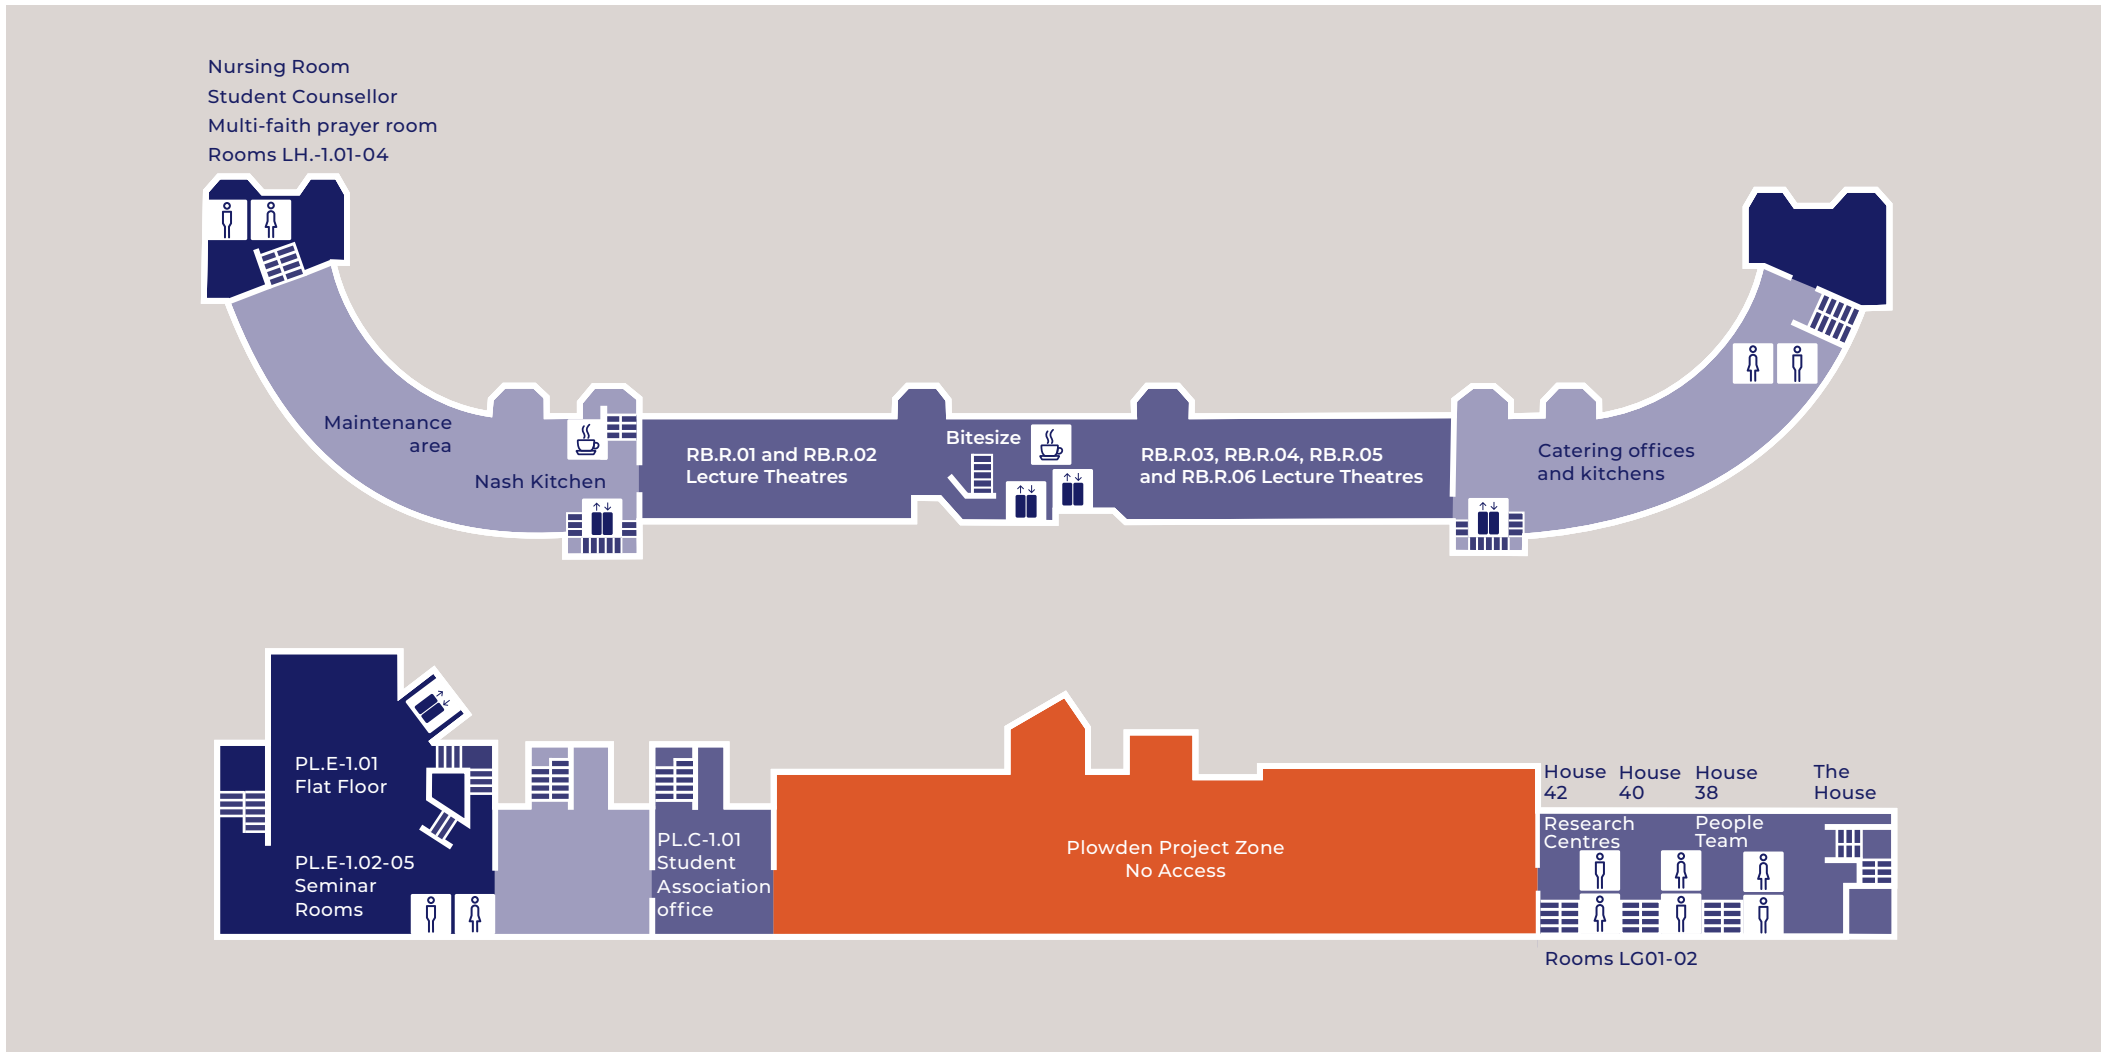 Nursing Room
Student Counsellor
Multi-faith prayer room
Rooms LH.-1.01-04
Maintenance
area
Nash Kitchen
RB.R.01 and RB.R.02
Lecture Theatres
Bitesize
RB.R.03, RB.R.04, RB.R.05
and RB.R.06 Lecture Theatres
Catering offices
and kitchens
PL.E-1.01
Flat Floor
PL.E-1.02-05
Seminar
Rooms
PL.C-1.01
Student
Association
office
Plowden Project Zone
No Access
House
42
House
40
House
38
The
House
Research
Centres
People
Team
Rooms LG01-02